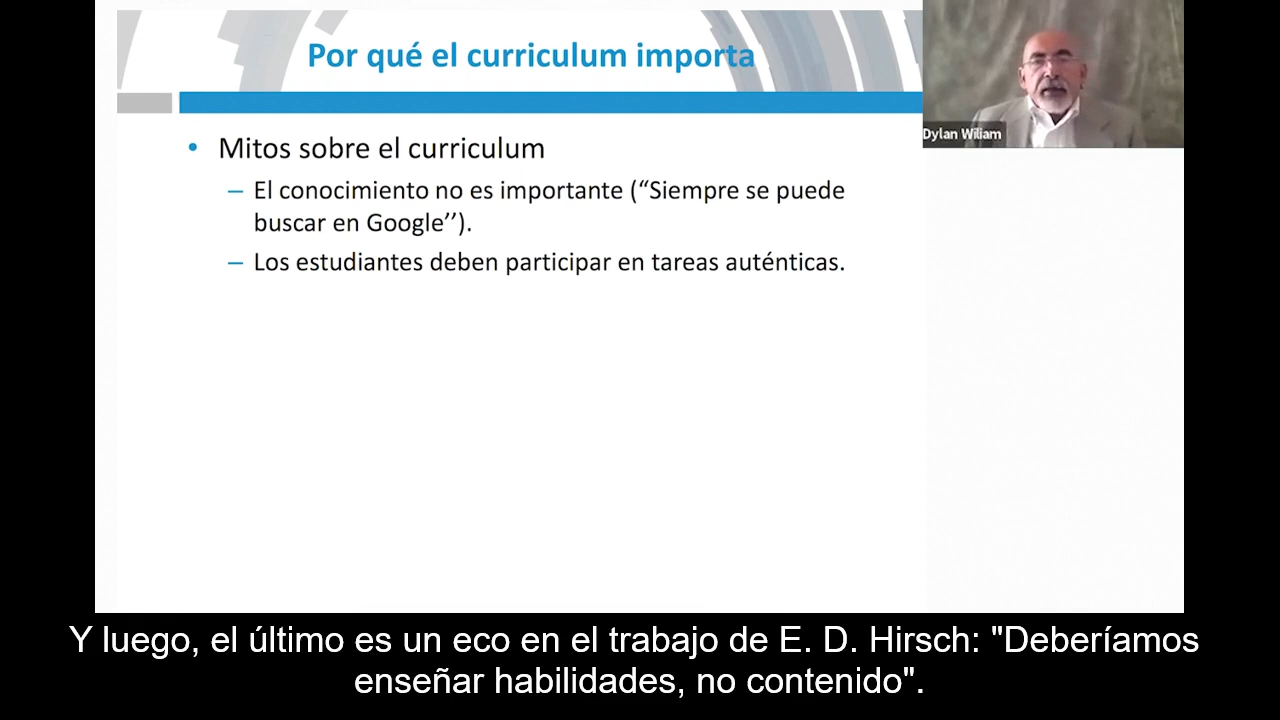 Por qué el curriculum importa
Dylan Wiliam
• Mitos sobre el curriculum
– El conocimiento no es importante (“Siempre se puede
buscar en Google’’).
– Los estudiantes deben participar en tareas auténticas.
Y luego, el último es un eco en el trabajo de E. D. Hirsch: "Deberíamos
enseñar habilidades, no contenido".